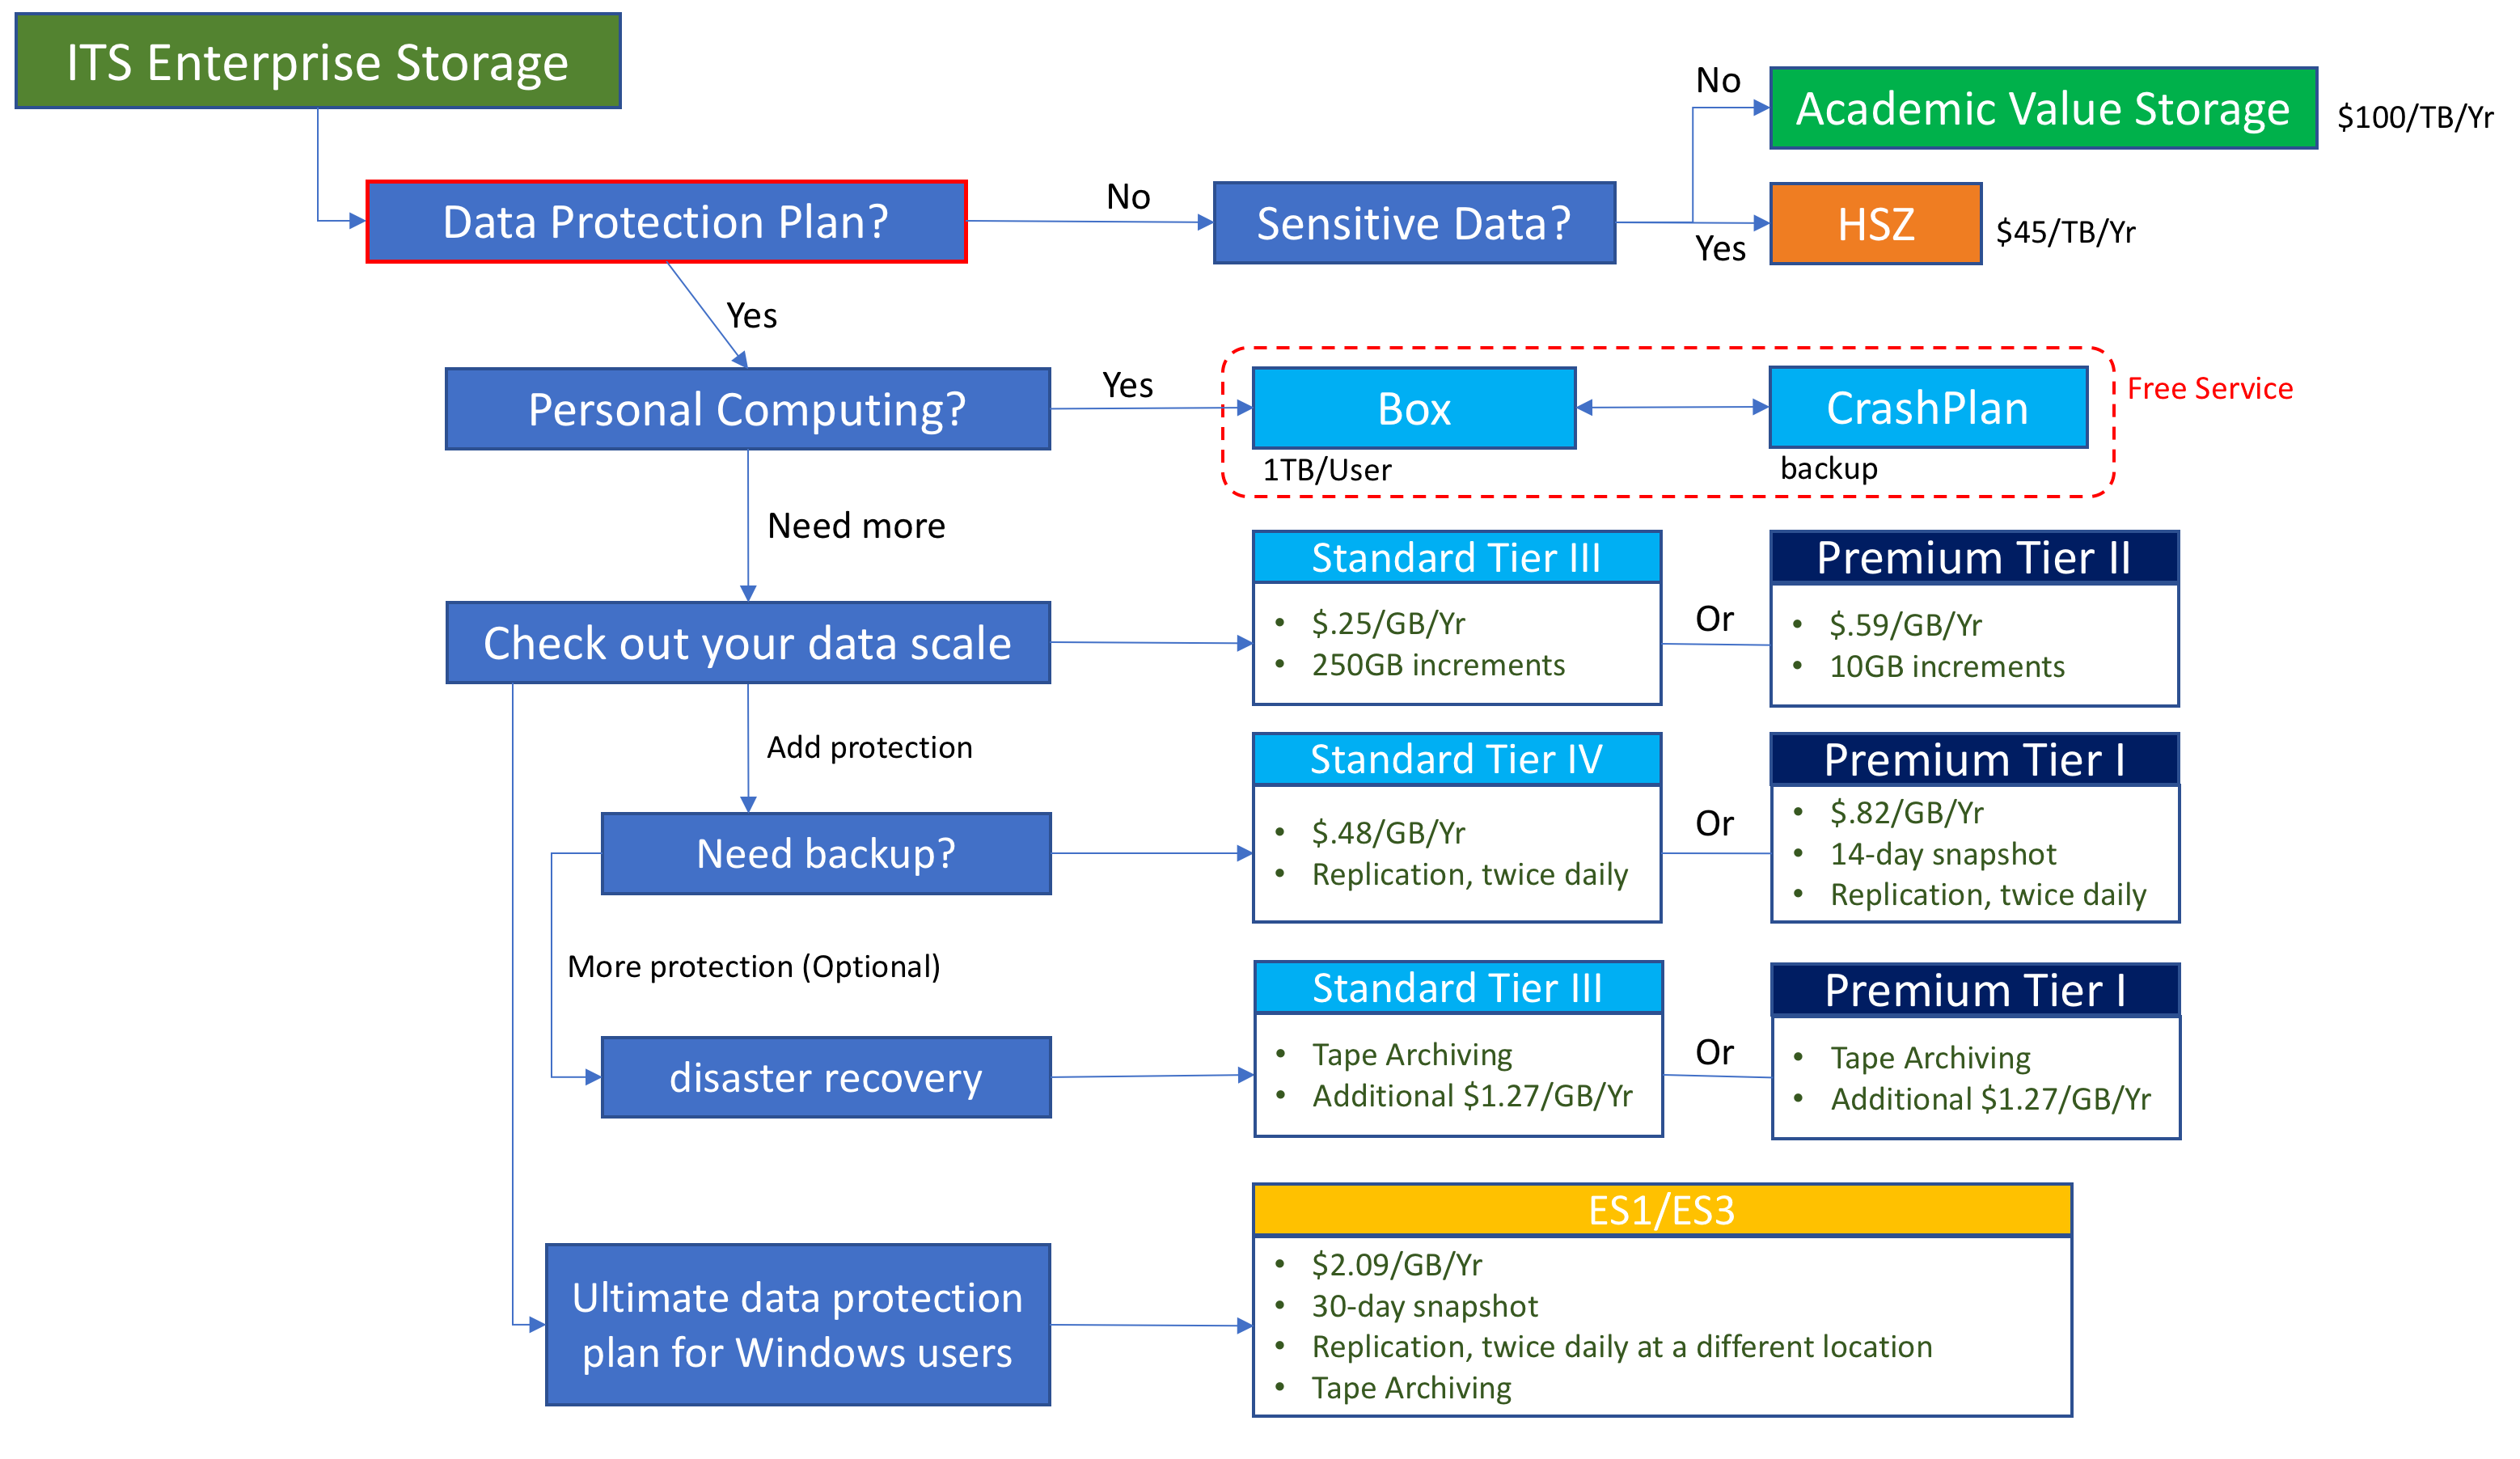 ITS Enterprise Storage
No
Academic Value Storage
$100/TB/Yr
Data Protection Plan?
No
Sensitive Data?
HSZ
$45/TB/Yr
Yes
Yes
Personal Computing?
Yes
Box
CrashPlan
Free Service
1TB/User
backup
Need more
Standard Tier III
Premium Tier II
Check out your data scale
• $.25/GB/Yr
• 250GB increments
Or
• $.59/GB/Yr
• 10GB increments
Add protection
Standard Tier IV
Premium Tier I
Need backup?
• $.48/GB/Yr
• Replication, twice daily
Or
• $.82/GB/Yr
• 14-day snapshot
• Replication, twice daily
More protection (Optional)
Standard Tier III
Premium Tier I
disaster recovery
• Tape Archiving
• Additional $1.27/GB/Yr
Or
• Tape Archiving
• Additional $1.27/GB/Yr
ES1/ES3
Ultimate data protection
plan for Windows users
• $2.09/GB/Yr
• 30-day snapshot
• Replication, twice daily at a different location
• Tape Archiving